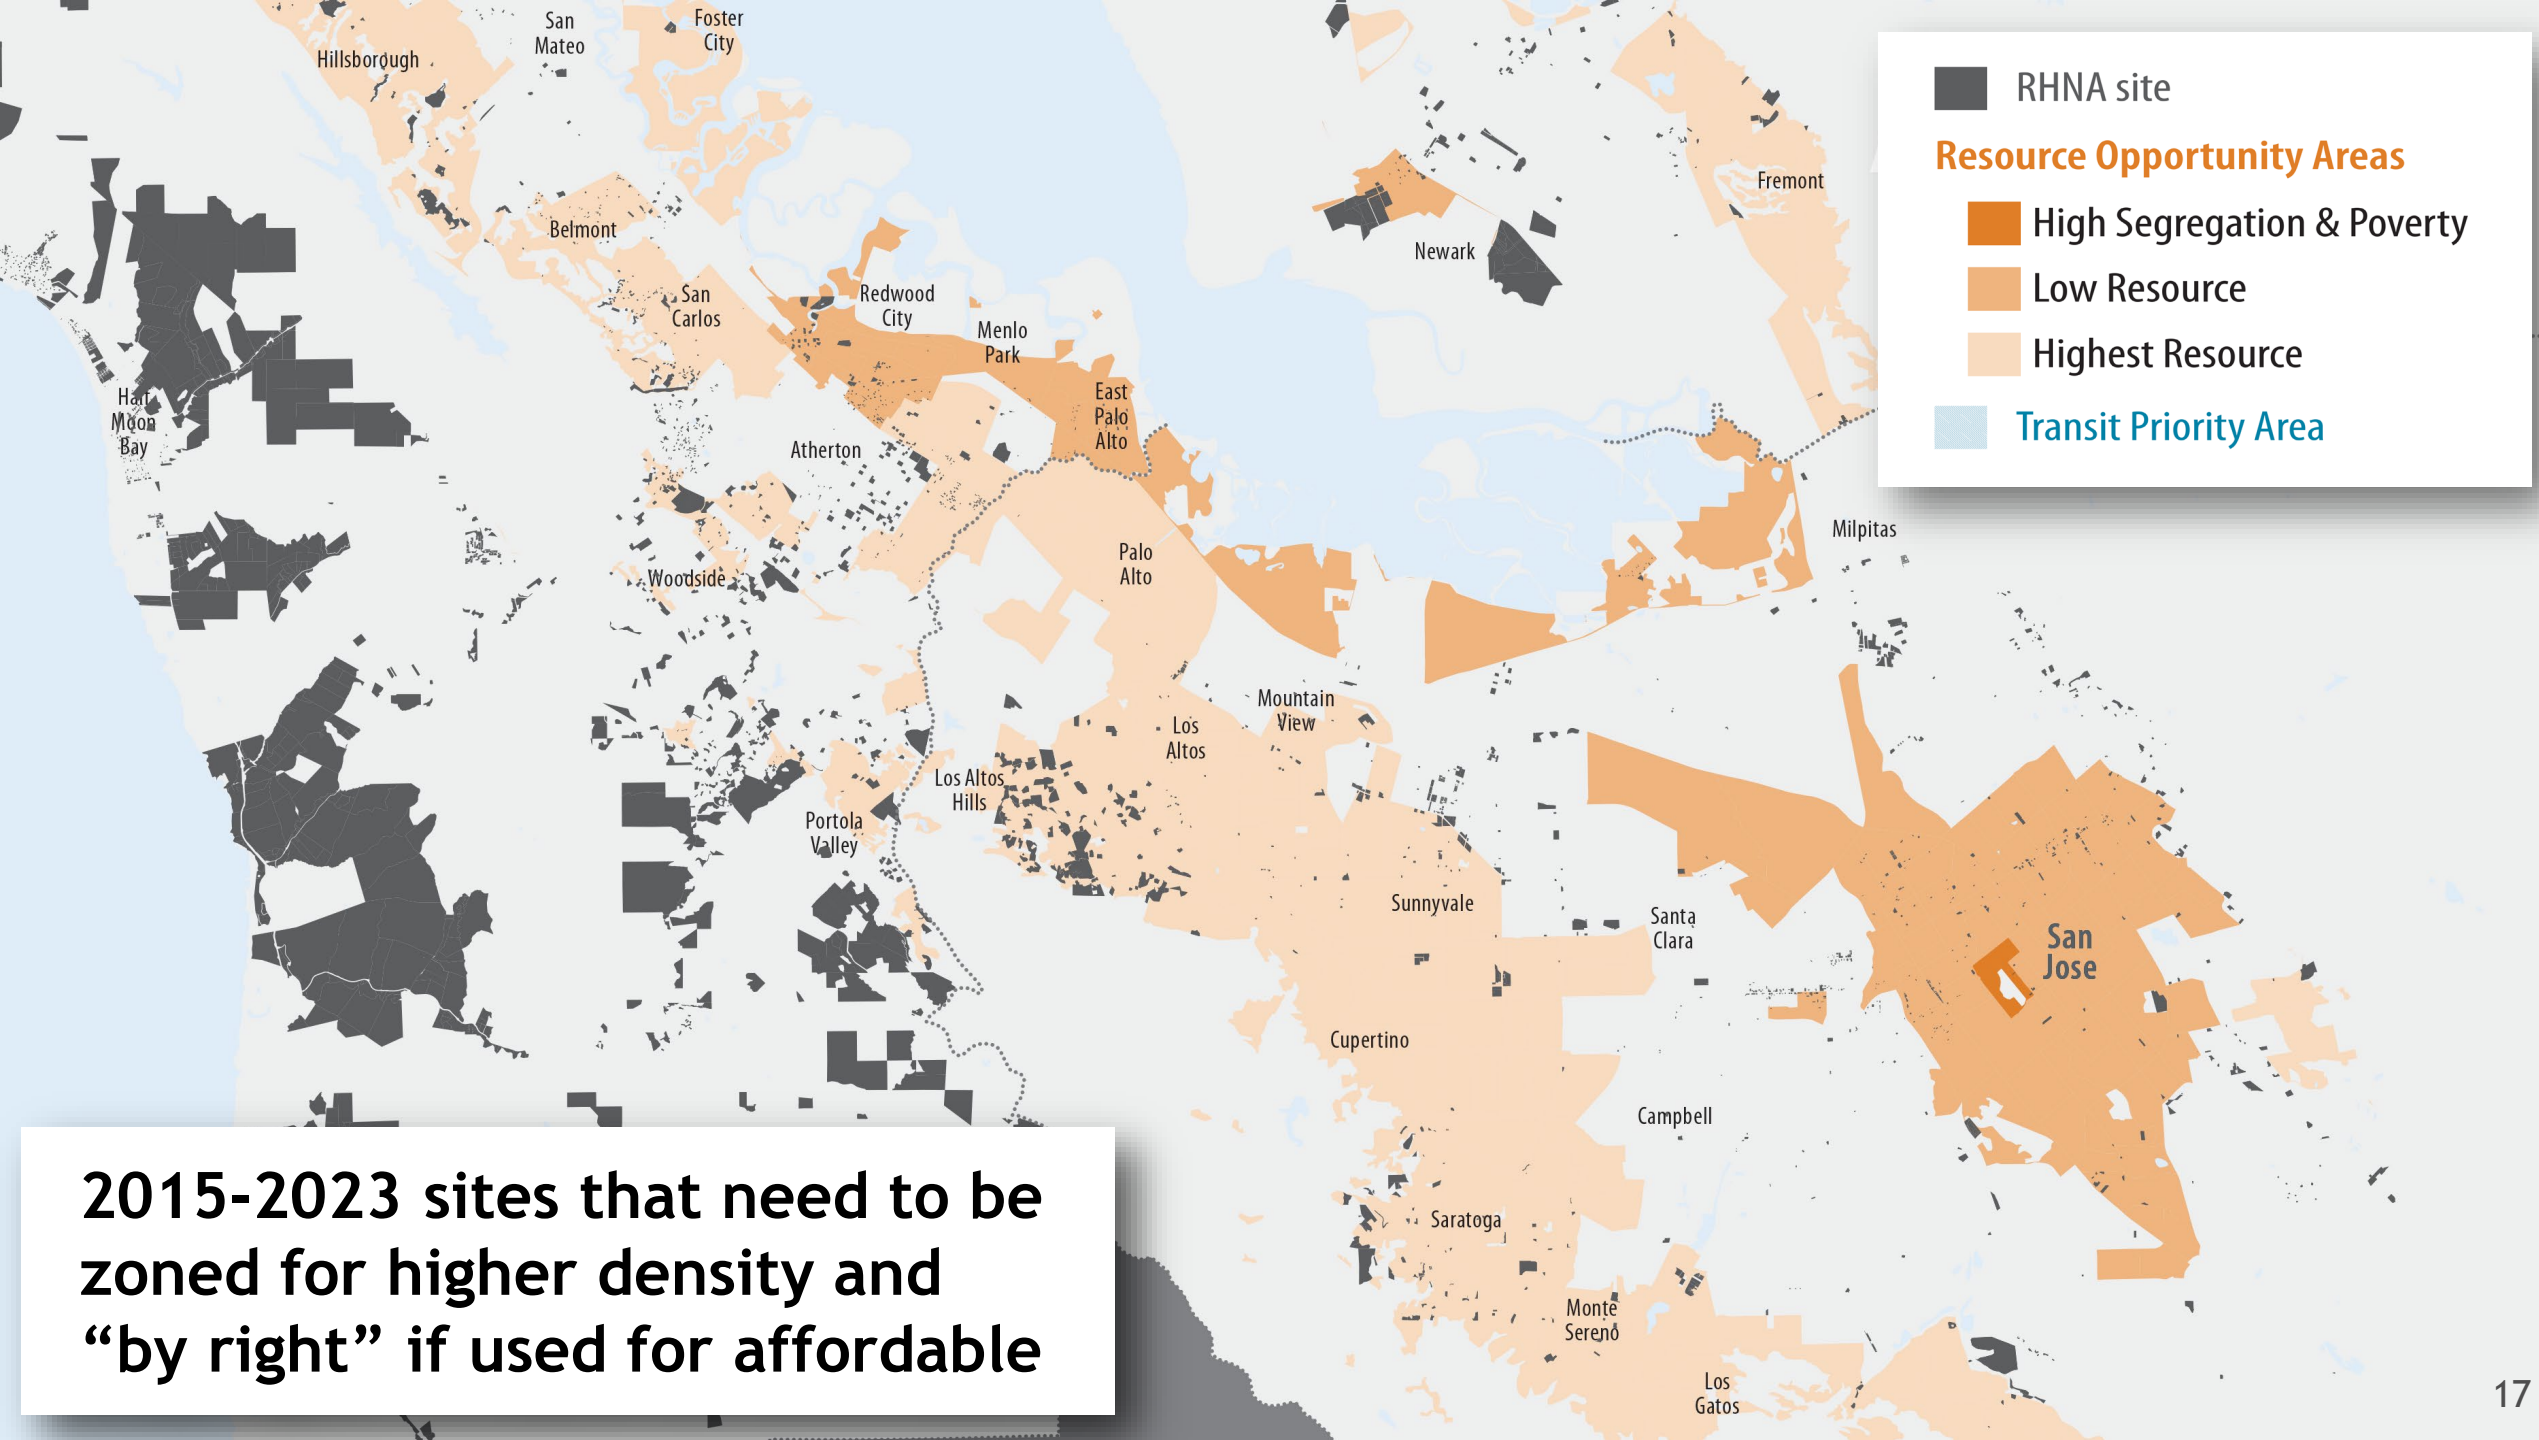 San
Mateo
Foster
City
Hillsborough
RHNA site
Resource Opportunity Areas
High Segregation & Poverty
Low Resource
Highest Resource
Transit Priority Area
Fremont
Belmont
Newark
San
Carlos
Redwood
City
Menlo
Park
Half
Moon
Bay
East
Palo
Alto
Atherton
Milpitas
Palo
Alto
Woodside
Mountain
View
Los
Altos
Los Altos
Hills
Portola
Valley
Sunnyvale
Santa
Clara
San
Jose
Cupertino
Campbell
Saratoga
Monte
Sereno
Los
Gatos
2015-2023 sites that need to be
zoned for higher density and
“by right” if used for affordable
17